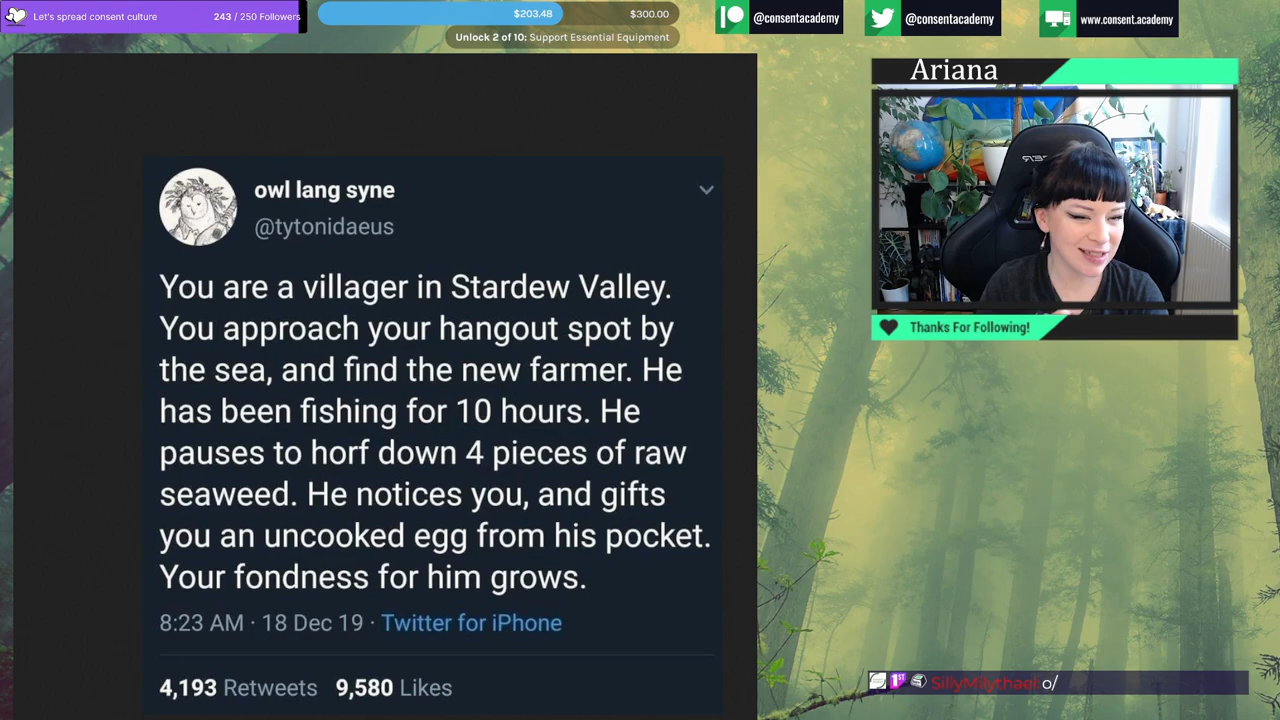 Let's spread consent culture
243 / 250 Followers
$203.48
$300.00
Unlock 2 of 10: Support Essential Equipment
@consentacademy
@consentacademy
www.consent.academy
Ariana
owl lang syne
@tytonidaeus
You are a villager in Stardew Valley.
You approach your hangout spot by
the sea, and find the new farmer. He
has been fishing for 10 hours. He
pauses to horf down 4 pieces of raw
seaweed. He notices you, and gifts
you an uncooked egg from his pocket.
Your fondness for him grows.
8:23 AM · 18 Dec 19 · Twitter for iPhone
4,193 Retweets 9,580 Likes
Thanks For Following!
1ST
o/